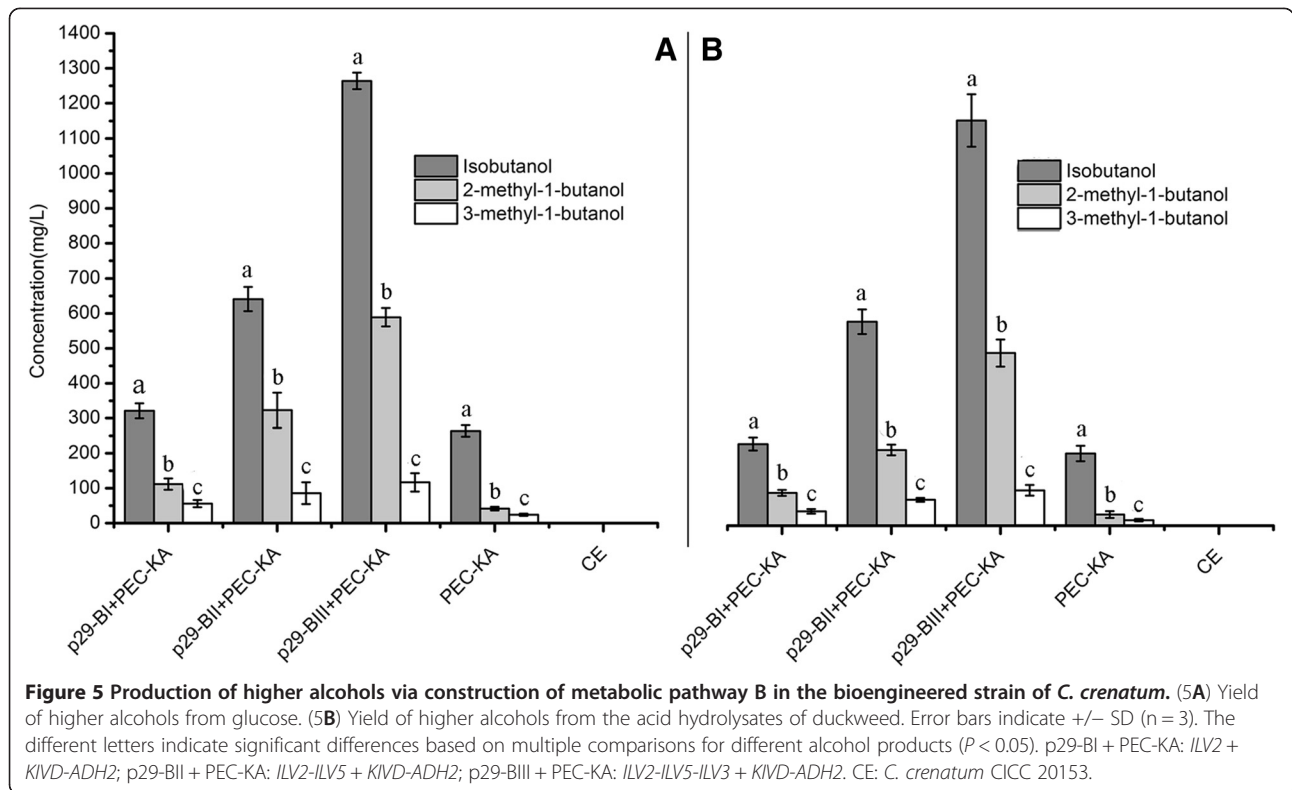 A B
1400
1300
1200
1100
1000
900
800
700
600
500
400
300
200
100
0
Concentration(mg/L)
Isobutanol
2-methyl-1-butanol
3-methyl-1-butanol
a
b
c
a
b
c
a
b
c
a
b
c
p29-BI+PEC-KA
p29-BII+PEC-KA
p29-BIII+PEC-KA
PEC-KA
CE
Isobutanol
2-methyl-1-butanol
3-methyl-1-butanol
a
b
c
a
b
c
a
b
c
a
b
c
p29-BI+PEC-KA
p29-BII+PEC-KA
p29-BIII+PEC-KA
PEC-KA
CE
Figure 5 Production of higher alcohols via construction of metabolic pathway B in the bioengineered strain of C. crenatum. (5A) Yield
of higher alcohols from glucose. (5B) Yield of higher alcohols from the acid hydrolysates of duckweed. Error bars indicate +/− SD (n = 3). The
different letters indicate significant differences based on multiple comparisons for different alcohol products (P < 0.05). p29-BI + PEC-KA: ILV2 +
KIVD-ADH2; p29-BII + PEC-KA: ILV2-ILV5 + KIVD-ADH2; p29-BIII + PEC-KA: ILV2-ILV5-ILV3 + KIVD-ADH2. CE: C. crenatum CICC 20153.